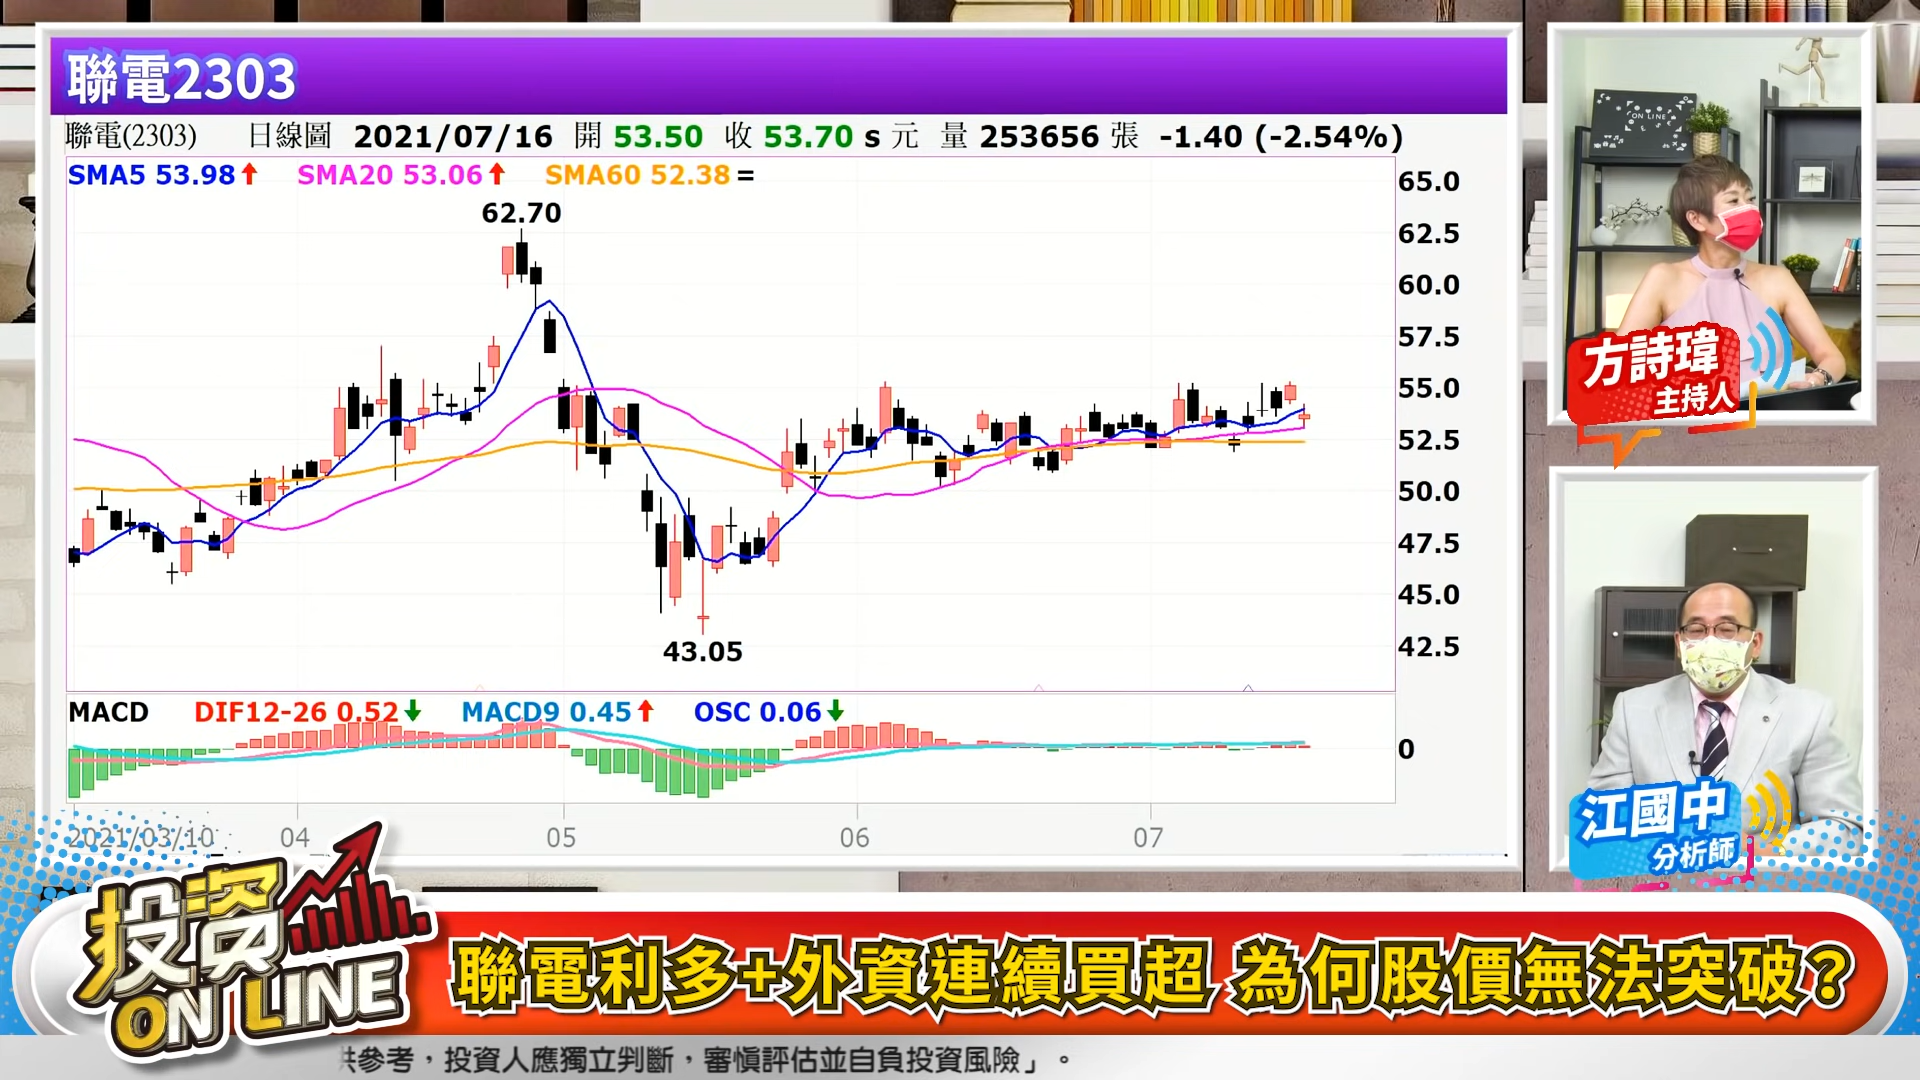 聯電2303
聯電(2303) 日線圖 2021/07/16 開 53.50 收 53.70 s 元 量 253656 張 -1.40 (-2.54%)
SMA5 53.98↑ SMA20 53.06↑ SMA60 52.38=
62.70
43.05
65.0
62.5
60.0
57.5
55.0
52.5
50.0
47.5
45.0
42.5
MACD DIF12-26 0.52↓ MACD9 0.45↑ OSC 0.06↓
0
2021/03/10 04 05 06 07
ON LINE
方詩瑋
主持人
江國中
分析師
投資
ON LINE
聯電利多+外資連續買超 為何股價無法突破?
供參考,投資人應獨立判斷,審慎評估並自負投資風險」。